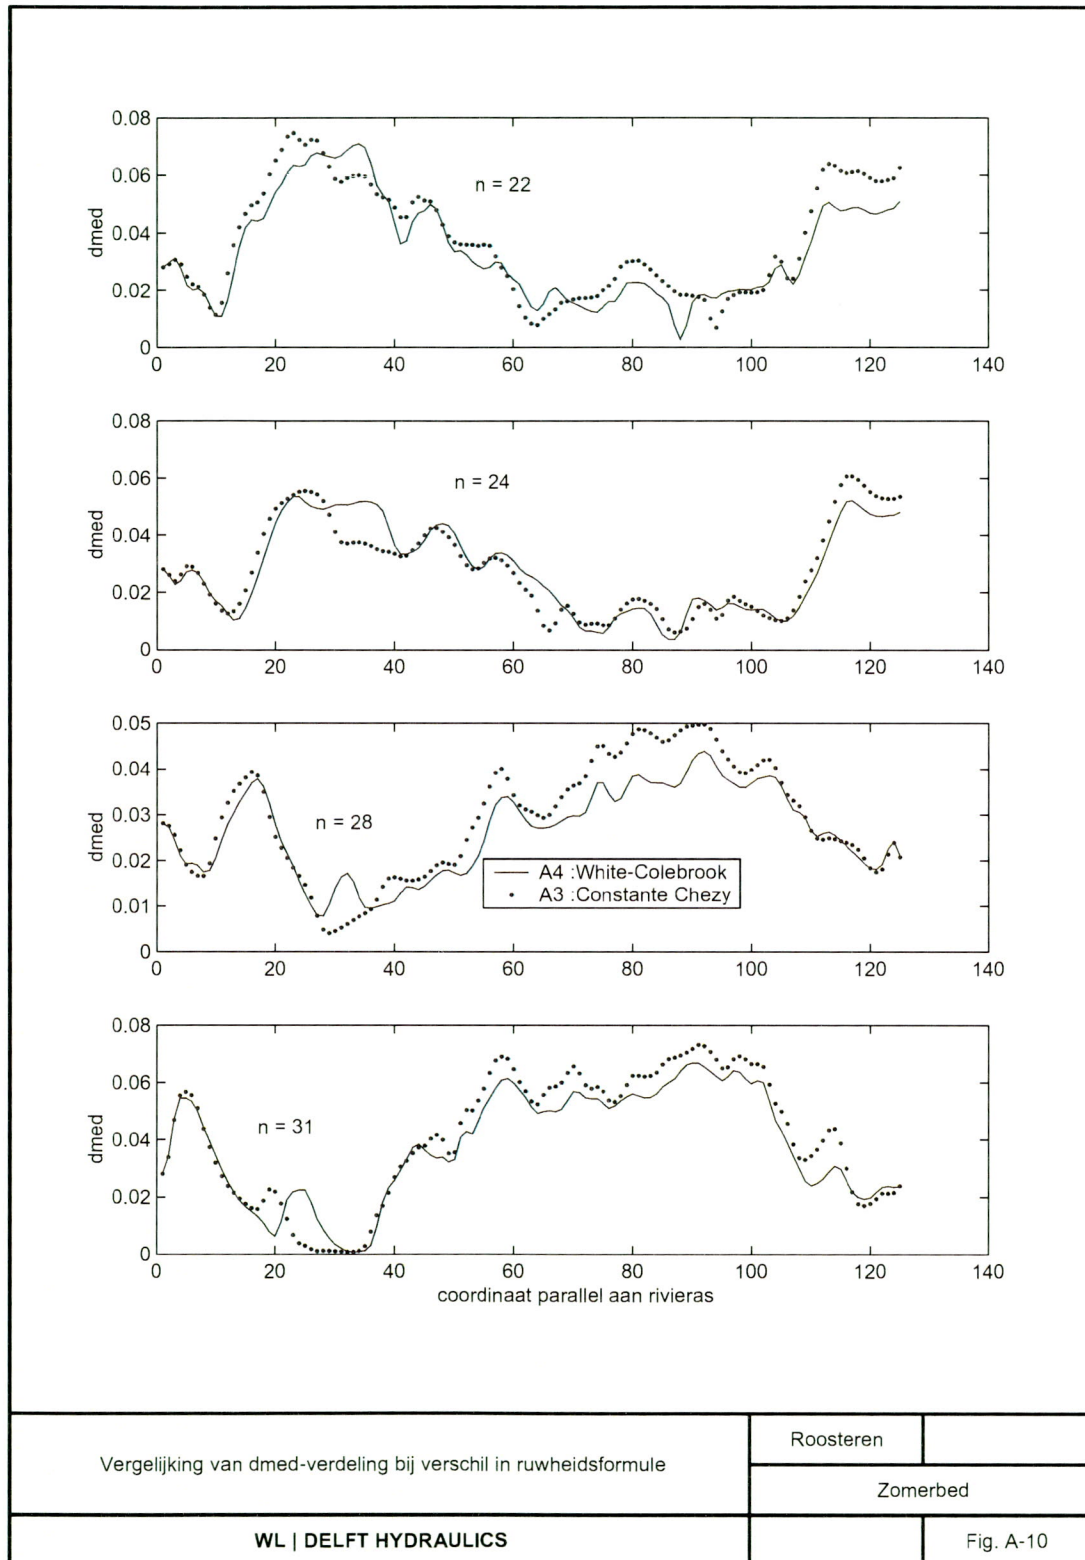 0.08
0.06
0.04
0.02
0
dmed
n = 22
0 20 40 60 80 100 120 140
0.08
0.06
0.04
0.02
0
dmed
n = 24
0 20 40 60 80 100 120 140
0.05
0.04
0.03
0.02
0.01
0
dmed
n = 28
A4 :White-Colebrook
A3 :Constante Chezy
0 20 40 60 80 100 120 140
0.08
0.06
0.04
0.02
0
dmed
n = 31
0 20 40 60 80 100 120 140
coordinaat parallel aan rivieras
Vergelijking van dmed-verdeling bij verschil in ruwheidsformule
Roosteren
Zomerbed
WL | DELFT HYDRAULICS
Fig. A-10